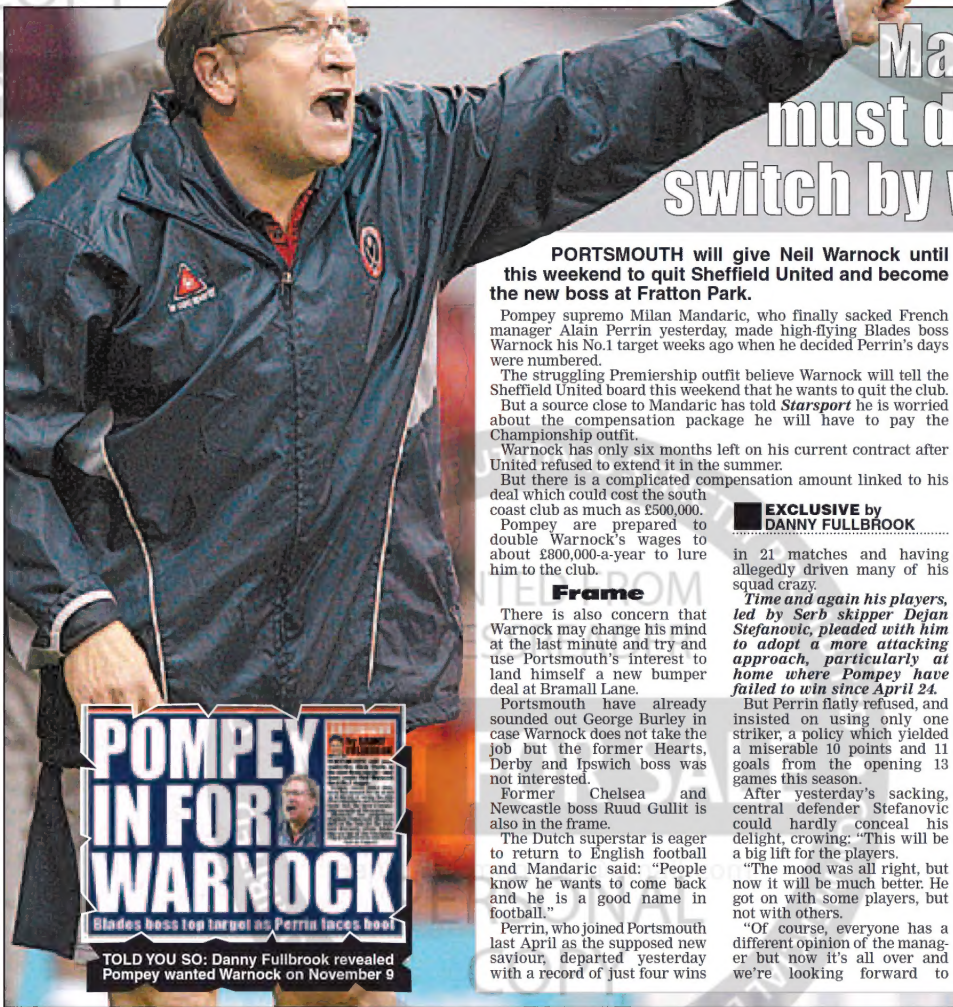 Ma
must d
switch by
PORTSMOUTH will give Neil Warnock until
this weekend to quit Sheffield United and become
the new boss at Fratton Park.
Pompey supremo Milan Mandaric, who finally sacked French
manager Alain Perrin yesterday, made high-flying Blades boss
Warnock his No.1 target weeks ago when he decided Perrin's days
were numbered.
The struggling Premiership outfit believe Warnock will tell the
Sheffield United board this weekend that he wants to quit the club.
But a source close to Mandaric has told Starsport he is worried
about the compensation package he will have to pay the
Championship outfit.
Warnock has only six months left on his current contract after
United refused to extend it in the summer.
But there is a complicated compensation amount linked to his
deal which could cost the south
coast club as much as £500,000.
Pompey are prepared to
double Warnock's wages to
about £800,000-a-year to lure
him to the club.
Frame
There is also concern that
Warnock may change his mind
at the last minute and try and
use Portsmouth's interest to
land himself a new bumper
deal at Bramall Lane.
Portsmouth have already
sounded out George Burley in
case Warnock does not take the
job but the former Hearts,
Derby and Ipswich boss was
not interested.
Former Chelsea and
Newcastle boss Ruud Gullit is
also in the frame.
The Dutch superstar is eager
to return to English football
and Mandaric said: "People
know he wants to come back
and he is a good name in
football."
Perrin, who joined Portsmouth
last April as the supposed new
saviour, departed yesterday
with a record of just four wins
EXCLUSIVE by
DANNY FULLBROOK
in 21 matches and having
allegedly driven many of his
squad crazy.
Time and again his players,
led by Serb skipper Dejan
Stefanovic, pleaded with him
to adopt a more attacking
approach, particularly at
home where Pompey have
failed to win since April 24.
But Perrin flatly refused, and
insisted on using only one
striker, a policy which yielded
a miserable 10 points and 11
goals from the opening 13
games this season.
After yesterday's sacking,
central defender Stefanovic
could hardly conceal his
delight, crowing: "This will be
a big lift for the players.
"The mood was all right, but
now it will be much better. He
got on with some players, but
not with others.
"Of course, everyone has a
different opinion of the manag-
er but now it's all over and
we're looking forward to
POMPEY
IN FOR
WARNOCK
Blades boss top target as Perrin faces boot
by DANNY
FULLBROOK
TOLD YOU SO: Danny Fullbrook revealed
Pompey wanted Warnock on November 9